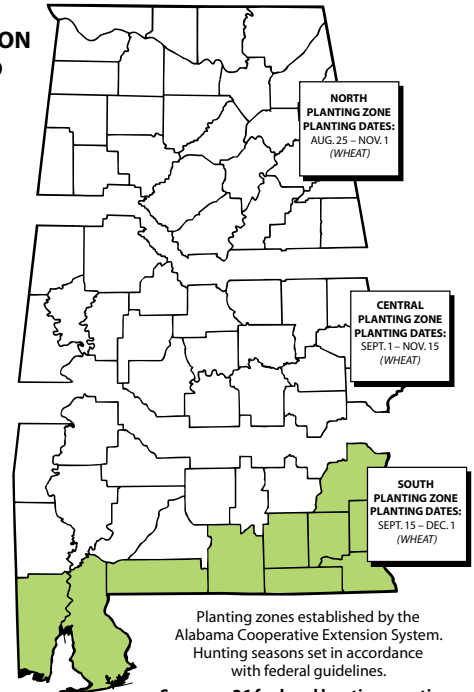 ON
NORTH
PLANTING ZONE
PLANTING DATES:
AUG. 25 – NOV. 1
(WHEAT)
CENTRAL
PLANTING ZONE
PLANTING DATES:
SEPT. 1 – NOV. 15
(WHEAT)
SOUTH
PLANTING ZONE
PLANTING DATES:
SEPT. 15 – DEC. 1
(WHEAT)
Planting zones established by the
Alabama Cooperative Extension System.
Hunting seasons set in accordance
with federal guidelines.